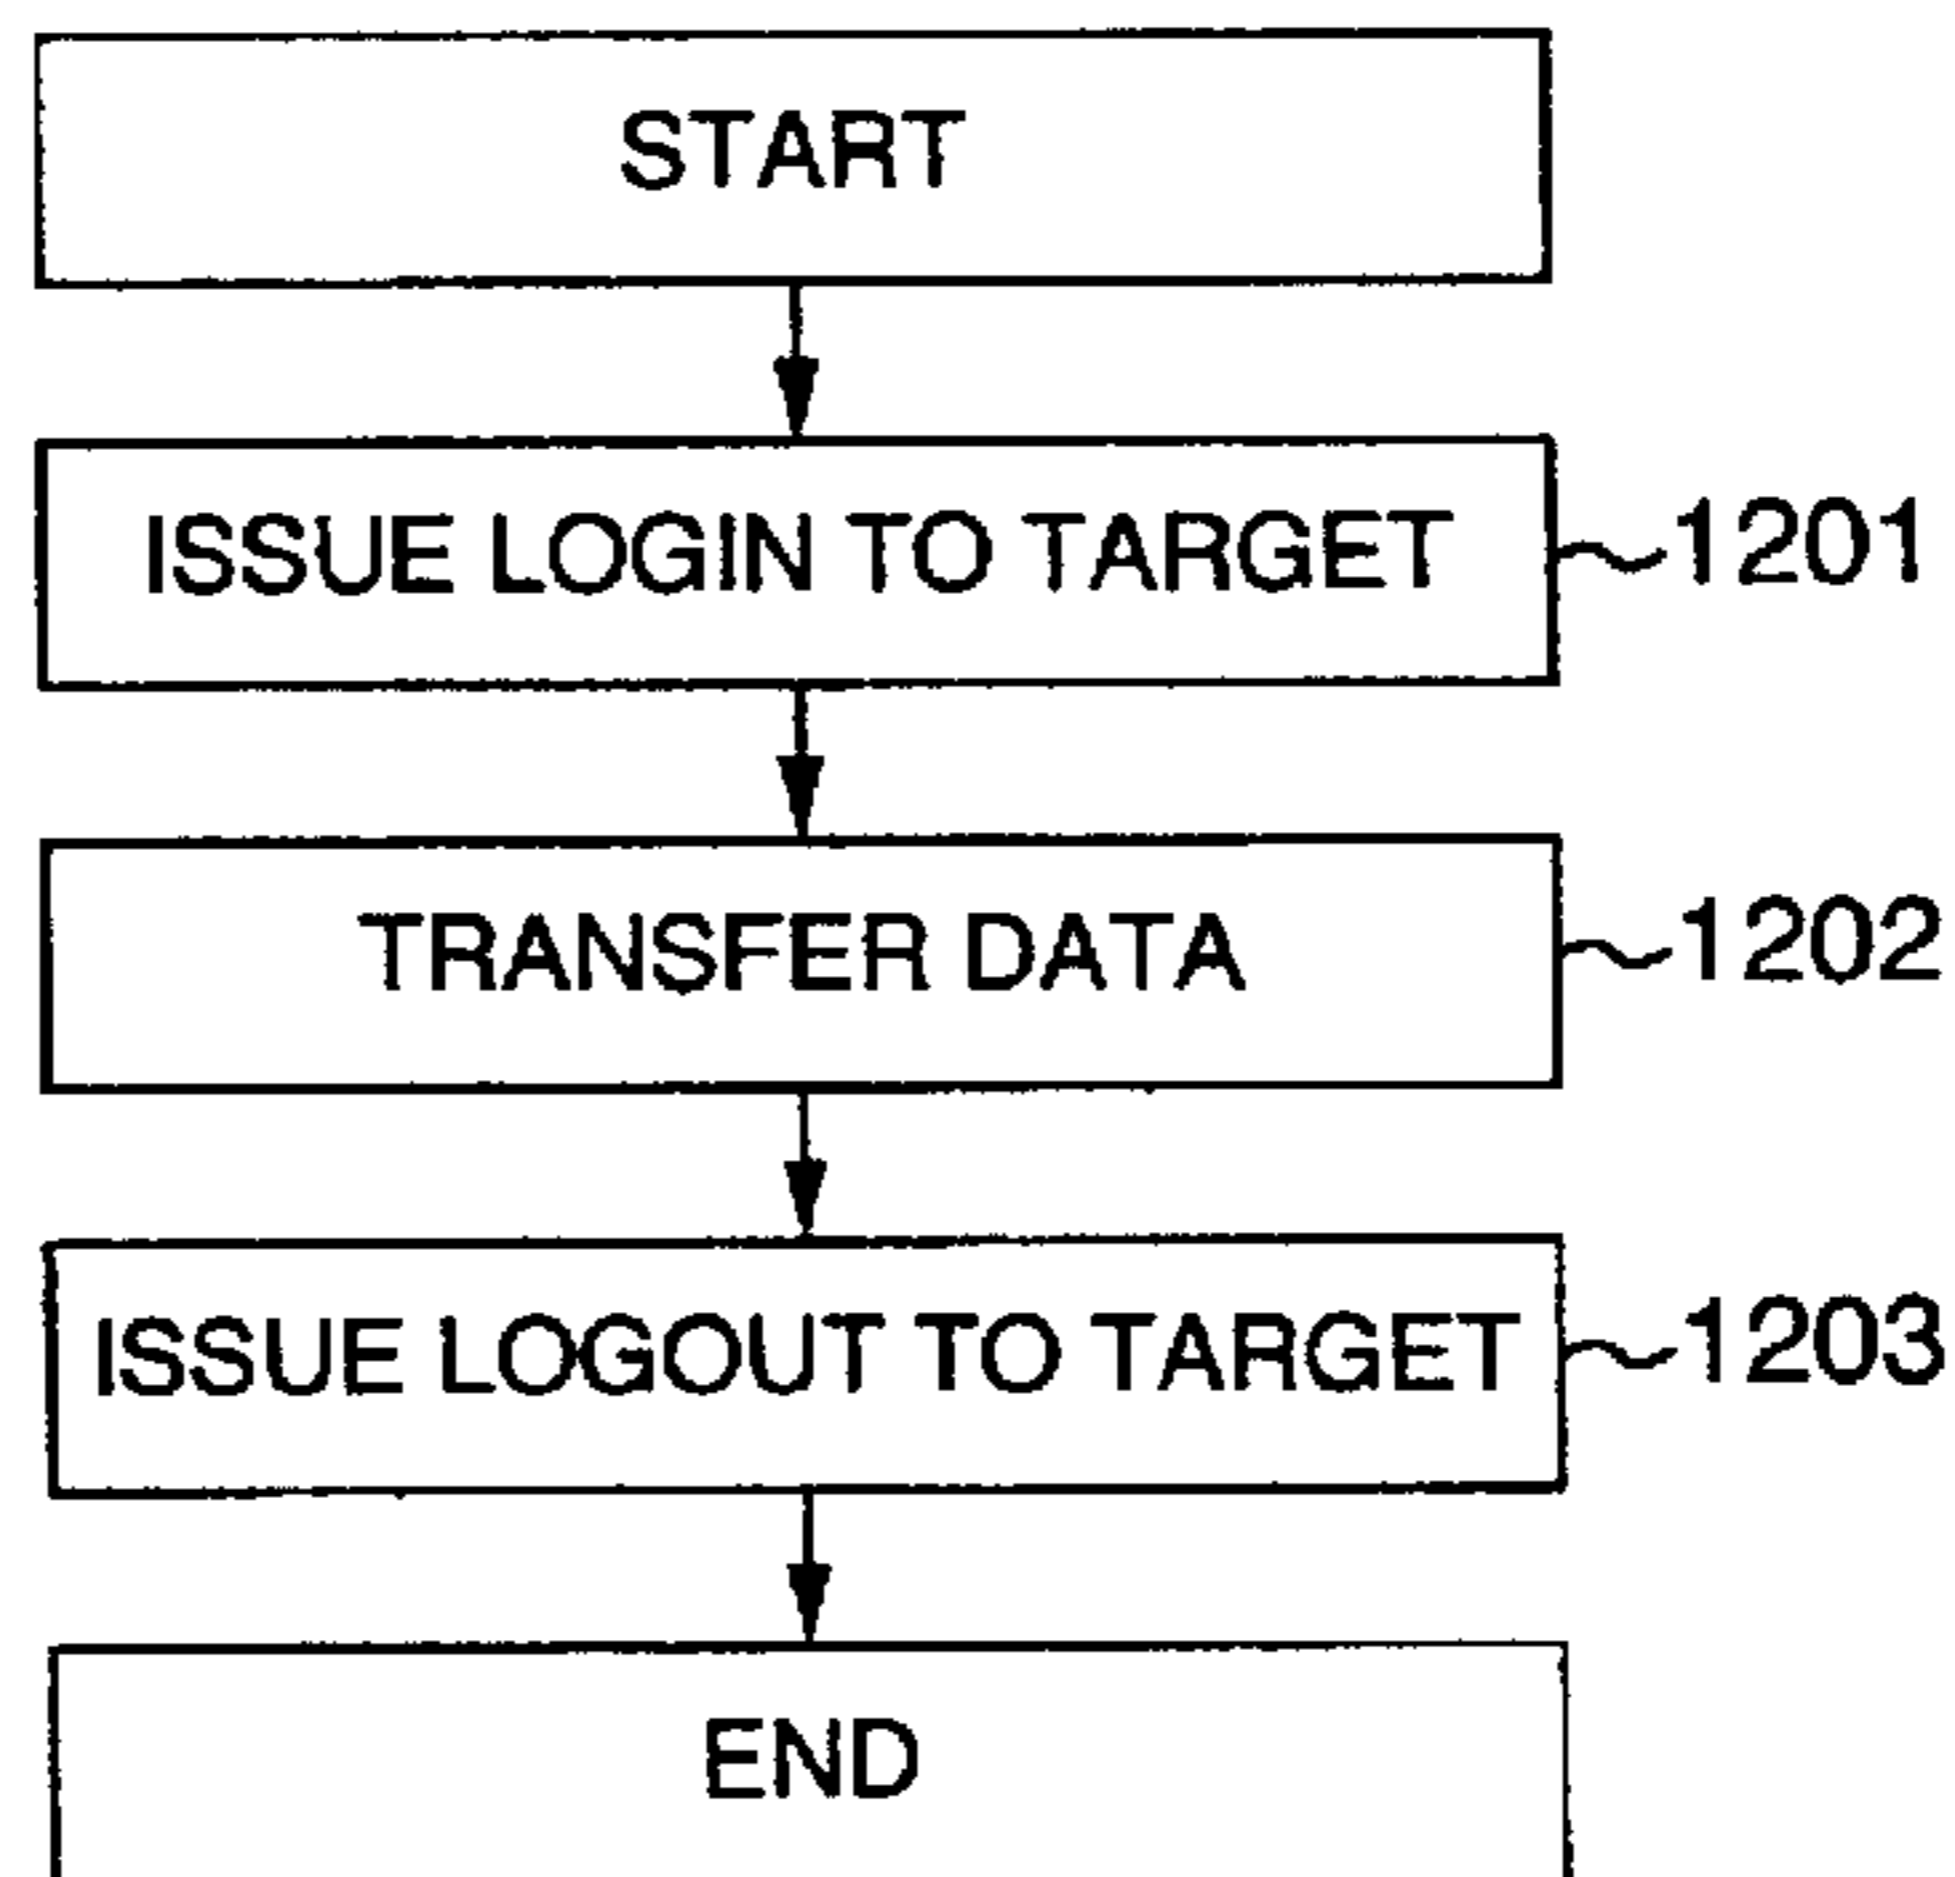 START
ISSUE LOGIN TO TARGET 1201
TRANSFER DATA 1202
ISSUE LOGOUT TO TARGET 1203
END